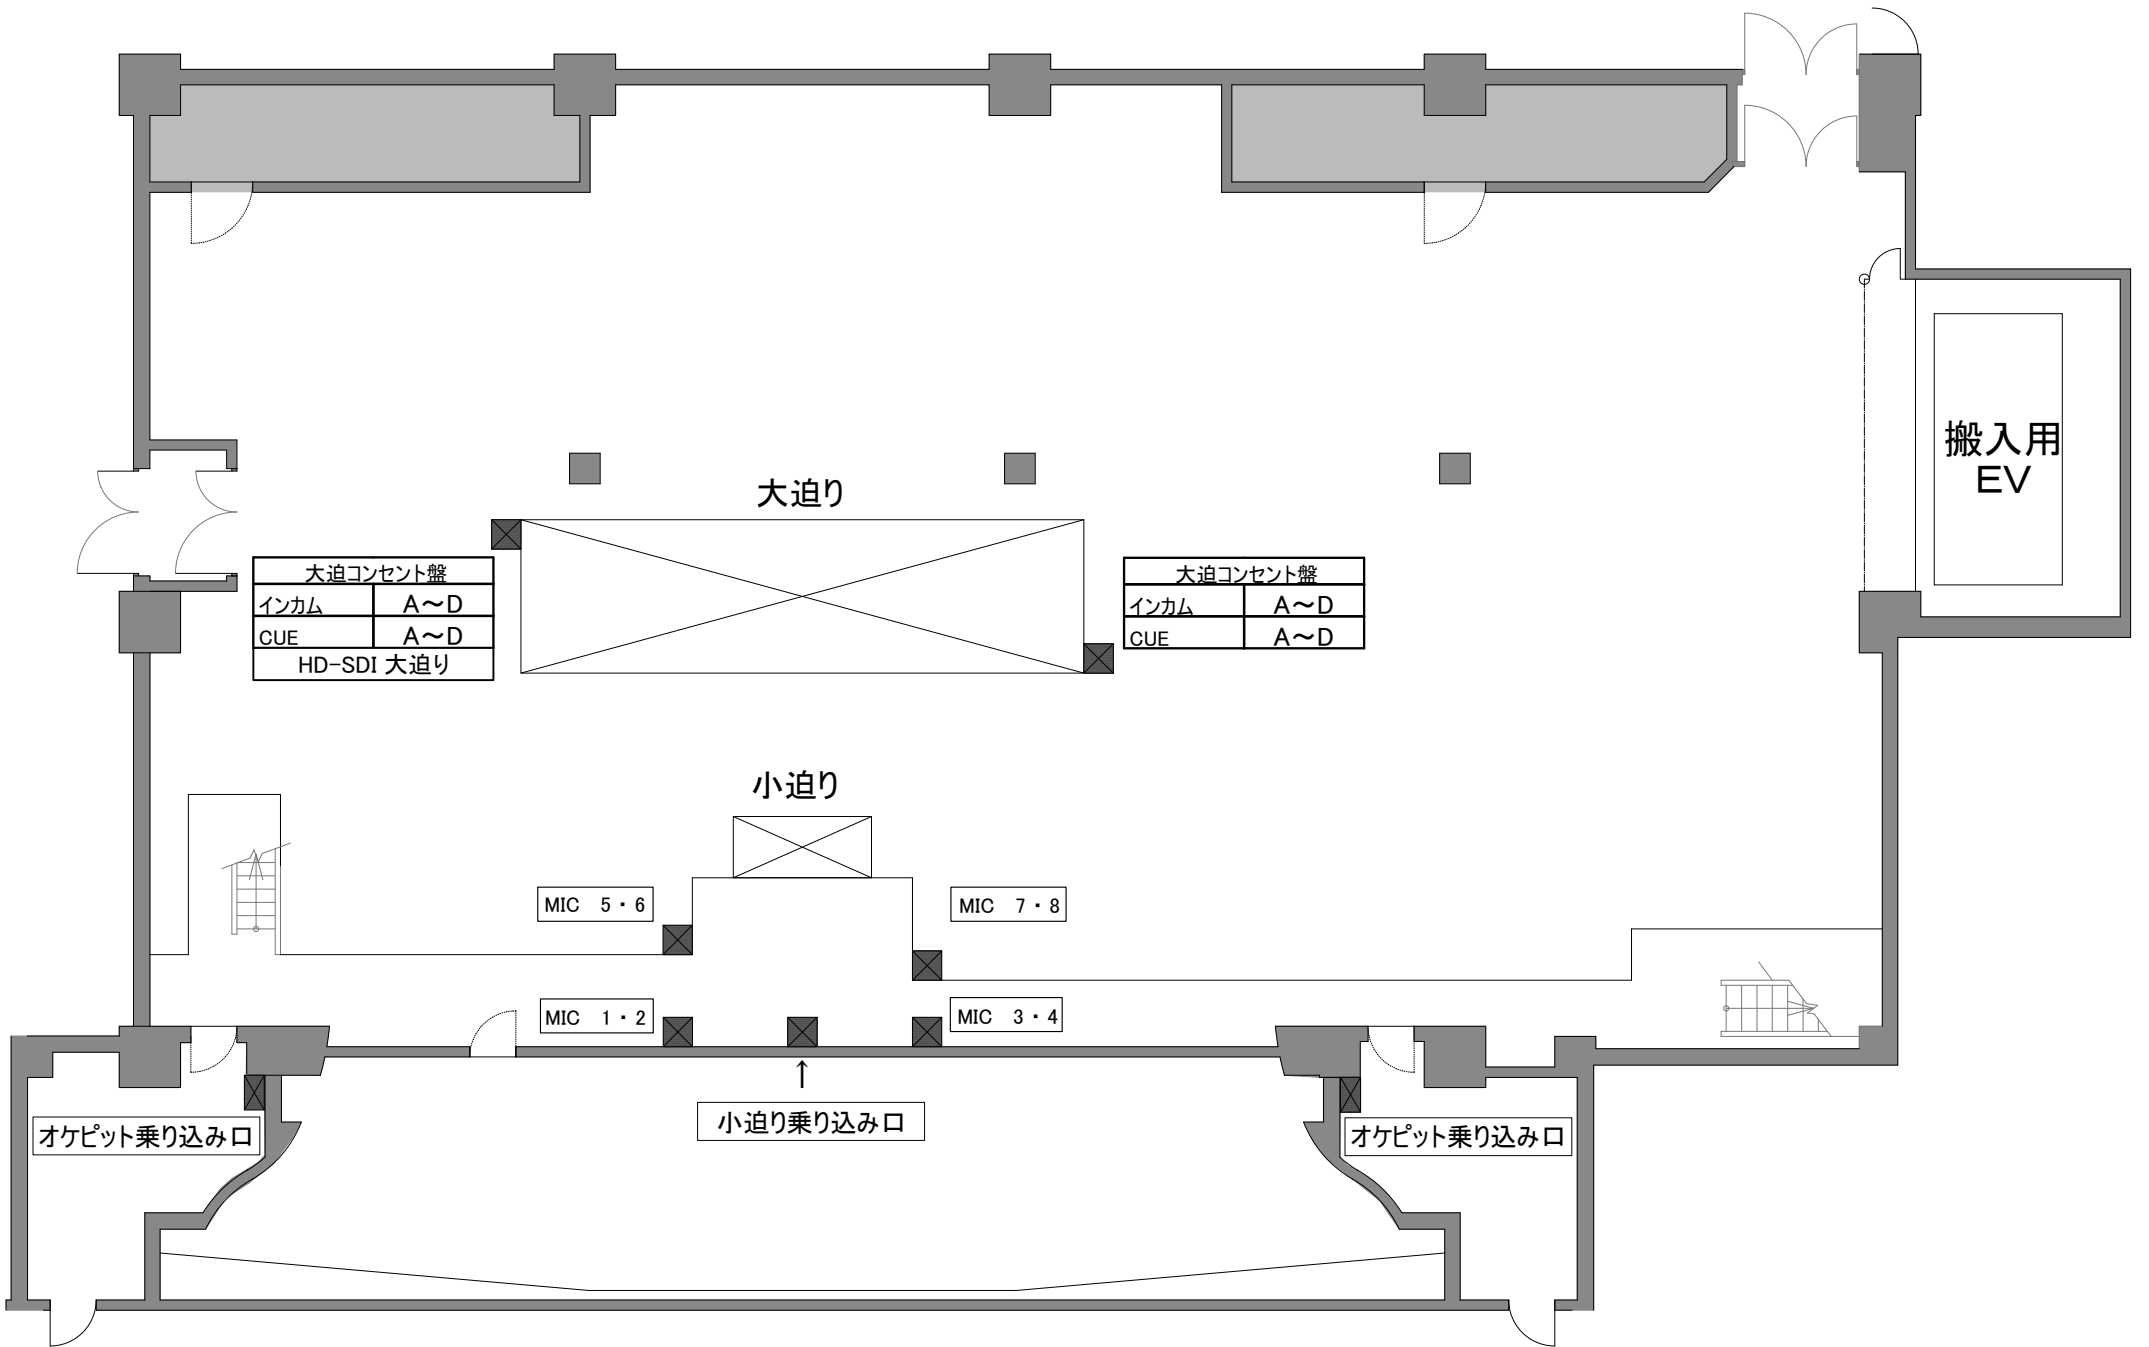 搬入用
EV
大迫り
大迫コンセント盤
インカム A～D
CUE A～D
HD-SDI 大迫り
大迫コンセント盤
インカム A～D
CUE A～D
小迫り
MIC 5・6
MIC 7・8
MIC 1・2
MIC 3・4
↑
小迫り乗り込み口
オケピット乗り込み口
オケピット乗り込み口